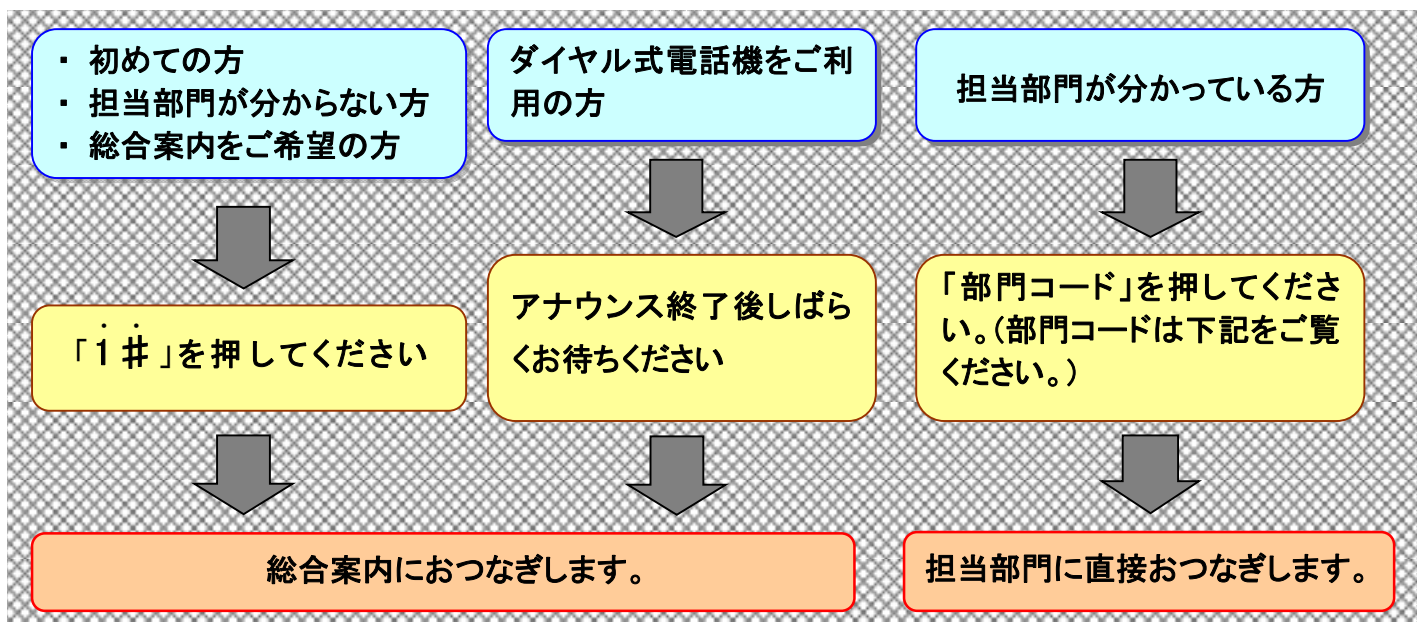 ・ 初めての方
・ 担当部門が分からない方
・ 総合案内をご希望の方
ダイヤル式電話機をご利
用の方
担当部門が分かっている方
「1#」を押してください
アナウンス終了後しばら
くお待ちください
「部門コード」を押してくださ
い。(部門コードは下記をご覧
ください。)
総合案内におつなぎします。
担当部門に直接おつなぎします。